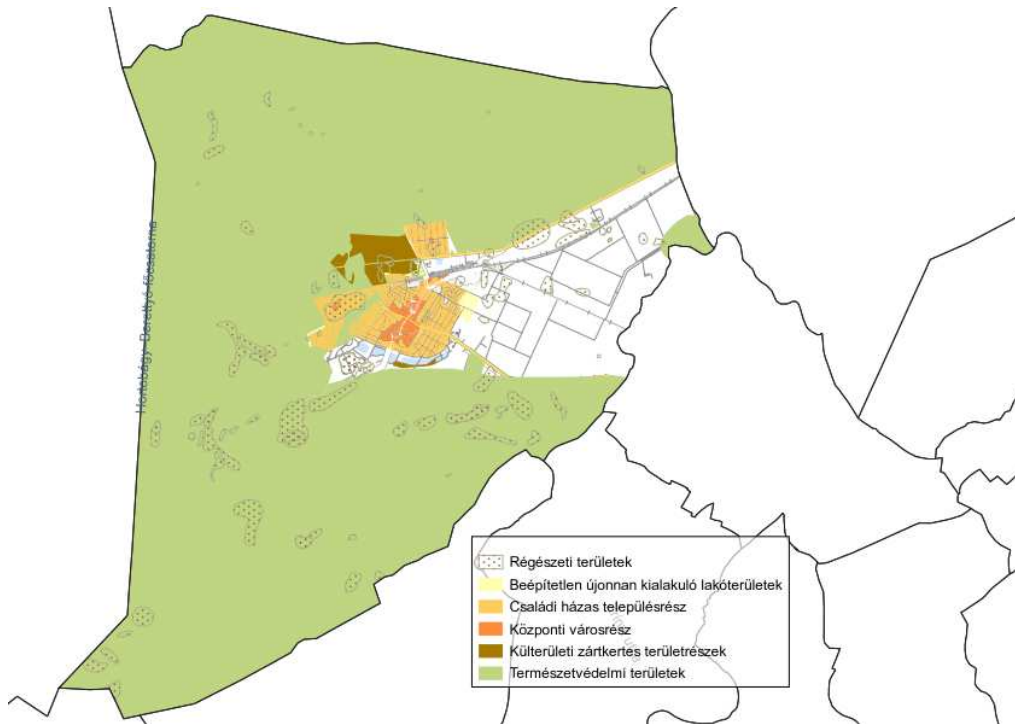 Hortobágy-Berettyó főcsatorna
Régészeti területek
Beépítetlen újonnan kialakuló lakóterületek
Családi házas településrész
Központi városrész
Külterületi zártkertes területrészek
Természetvédelmi területek